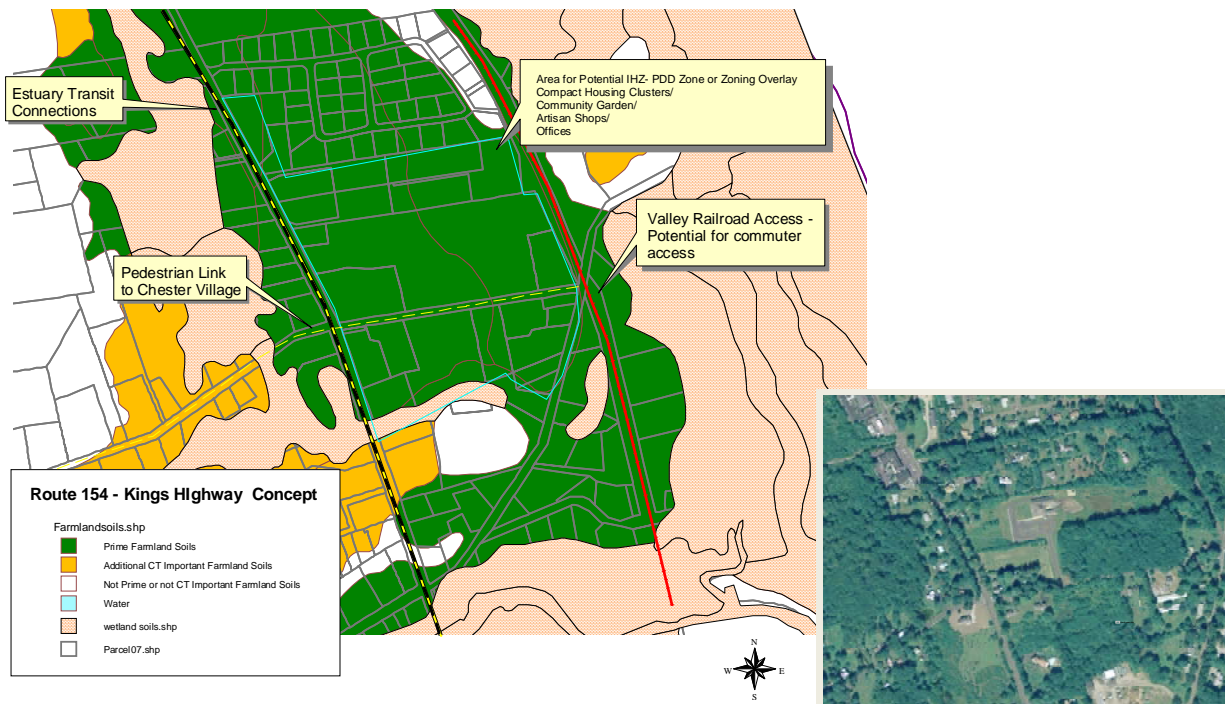 Estuary Transit
Connections
Area for Potential IHZ- PDD Zone or Zoning Overlay
Compact Housing Clusters/
Community Garden/
Artisan Shops/
Offices
Valley Railroad Access -
Potential for commuter
access
Pedestrian Link
to Chester Village
Route 154 - Kings HIghway Concept
Farmlandsoils.shp
Prime Farmland Soils
Additional CT Important Farmland Soils
Not Prime or not CT Important Farmland Soils
Water
wetland soils.shp
Parcel07.shp
N
W E
S